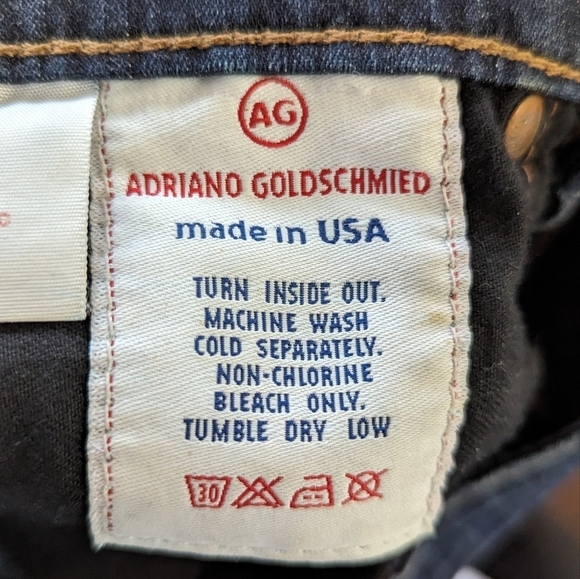 AG
ADRIANO GOLDSCHMIED
made in USA
TURN INSIDE OUT.
MACHINE WASH
COLD SEPARATELY.
NON-CHLORINE
BLEACH ONLY.
TUMBLE DRY LOW
30